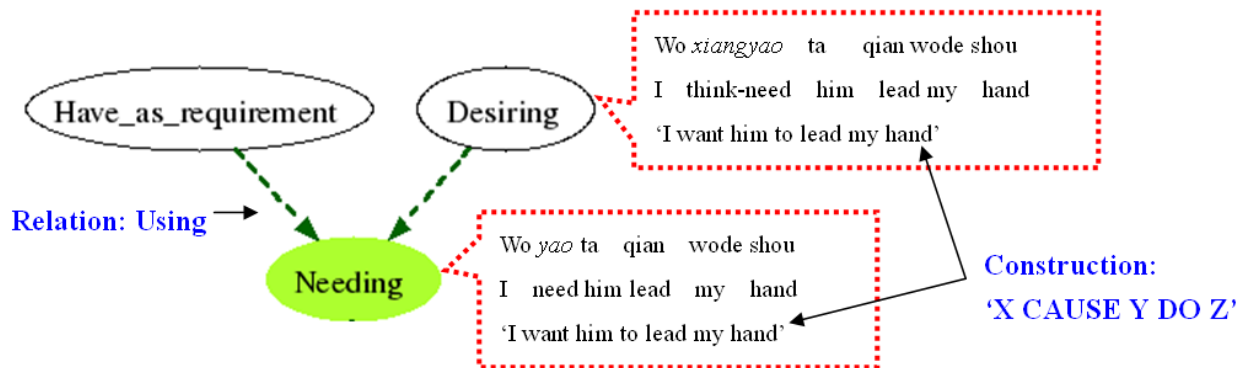 Wo xiangyao ta qian wode shou
I think-need him lead my hand
‘I want him to lead my hand’
Have_as_requirement
Desiring
Relation: Using
Needing
Wo yao ta qian wode shou
I need him lead my hand
‘I want him to lead my hand’
Construction:
‘X CAUSE Y DO Z’